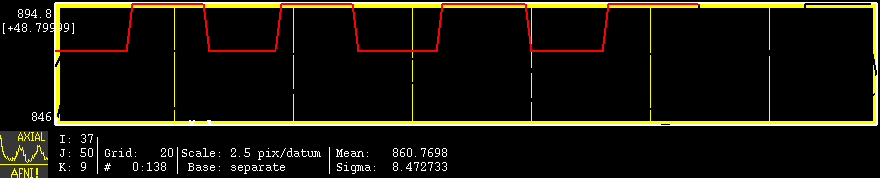 894.8
[+48.79999]
846
AXIAL
I: 37
J: 50 Grid: 20 Scale: 2.5 pix/datum Mean: 860.7698
K: 9 # 0:138 Base: separate Sigma: 8.472733
AFNI!